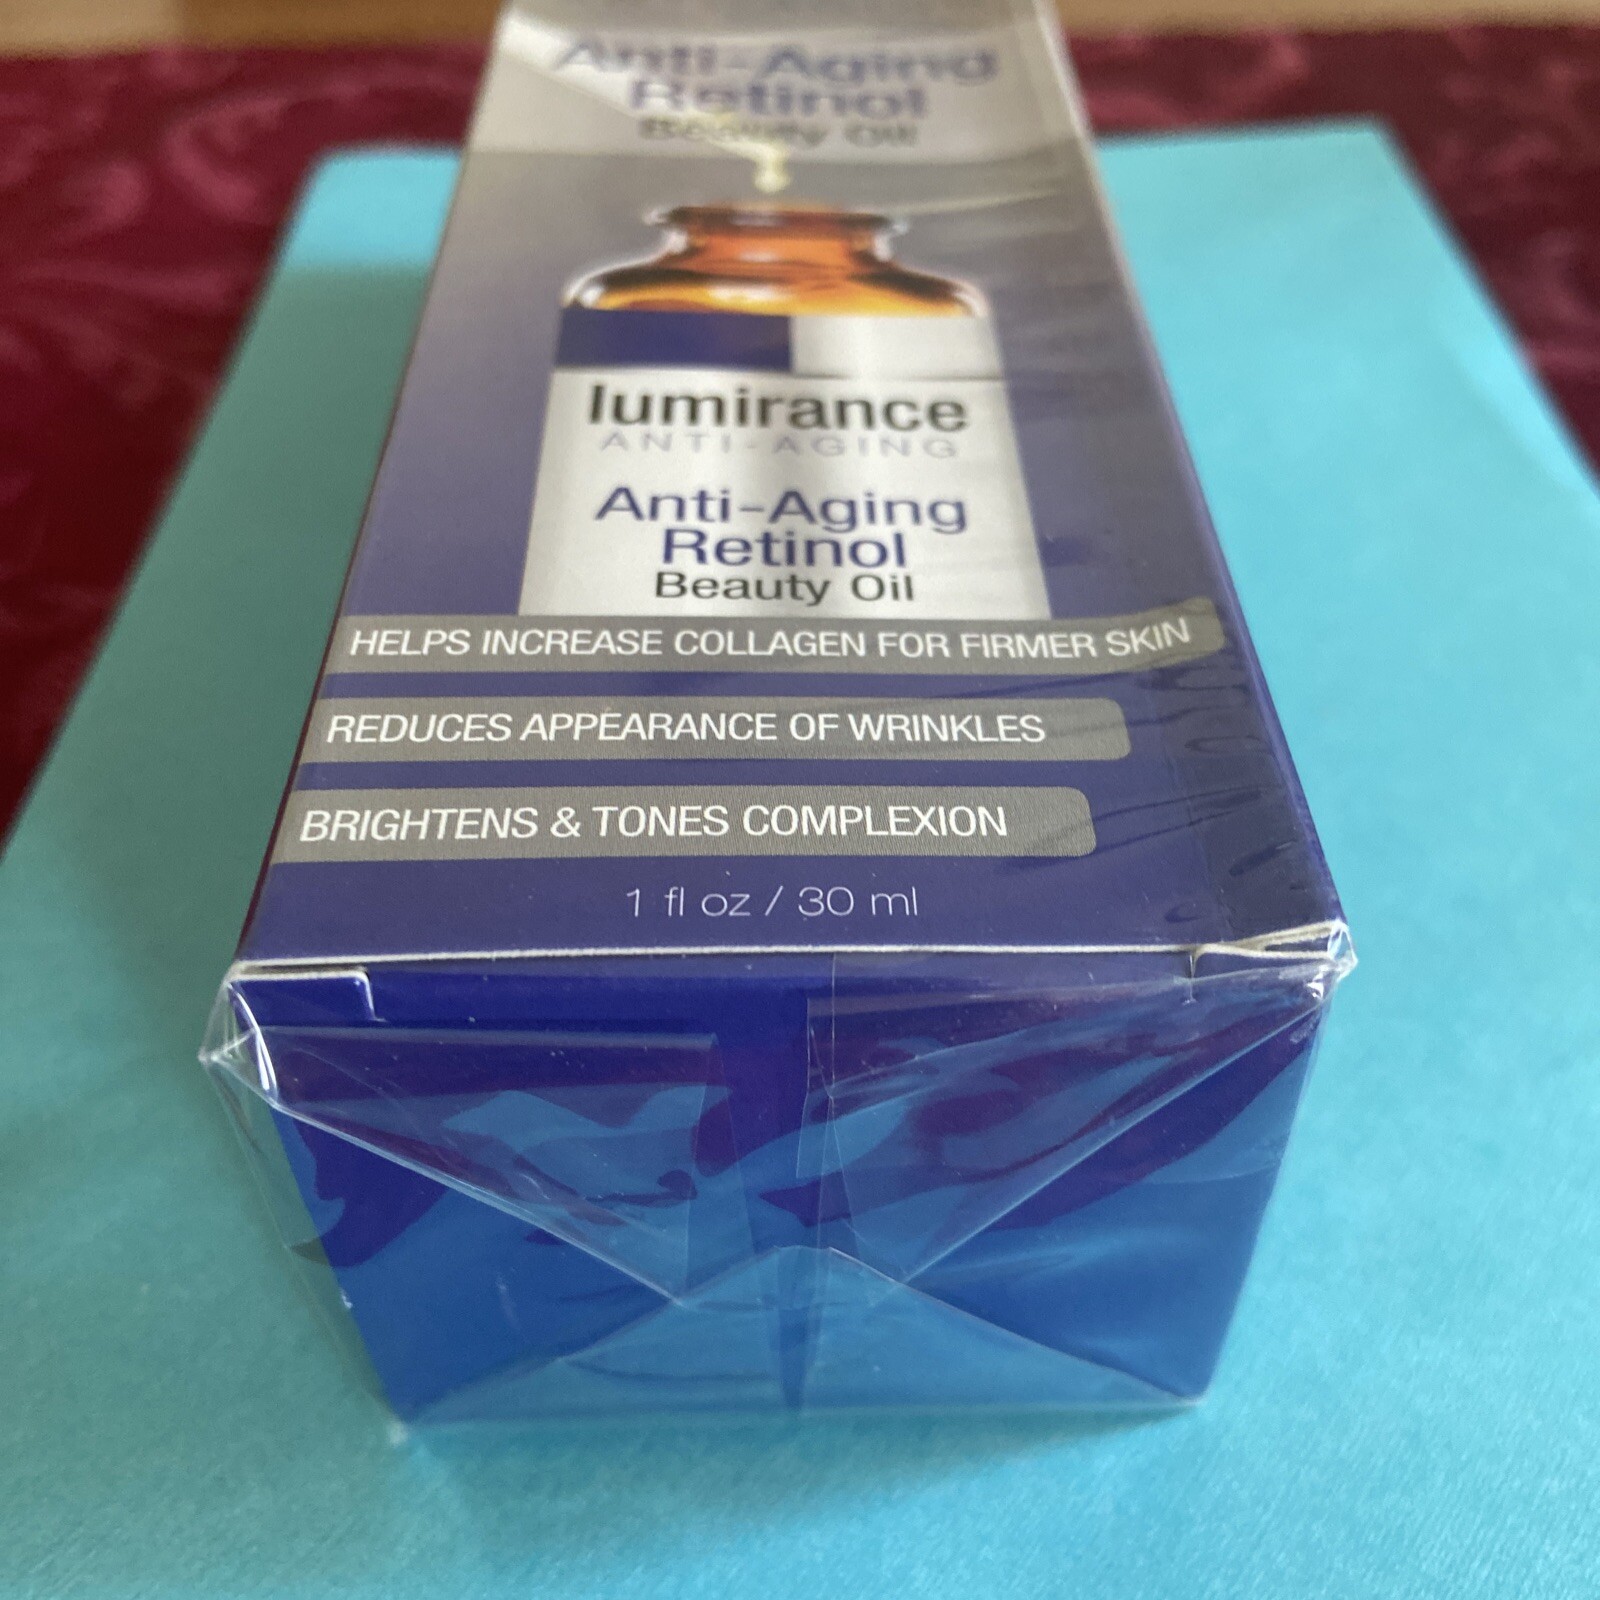 Anti-Aging
Retinol
Beauty Oil
lumirance
ANTI-AGING
Anti-Aging
Retinol
Beauty Oil
HELPS INCREASE COLLAGEN FOR FIRMER SKIN
REDUCES APPEARANCE OF WRINKLES
BRIGHTENS & TONES COMPLEXION
1 fl oz / 30 ml